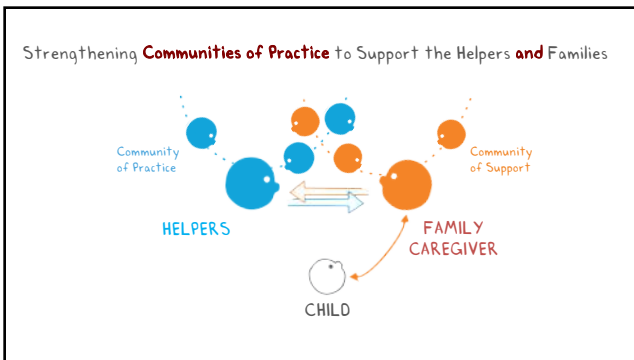 Strengthening Communities of Practice to Support the Helpers and Families
Community
of Practice
Community
of Support
HELPERS
FAMILY
CAREGIVER
CHILD